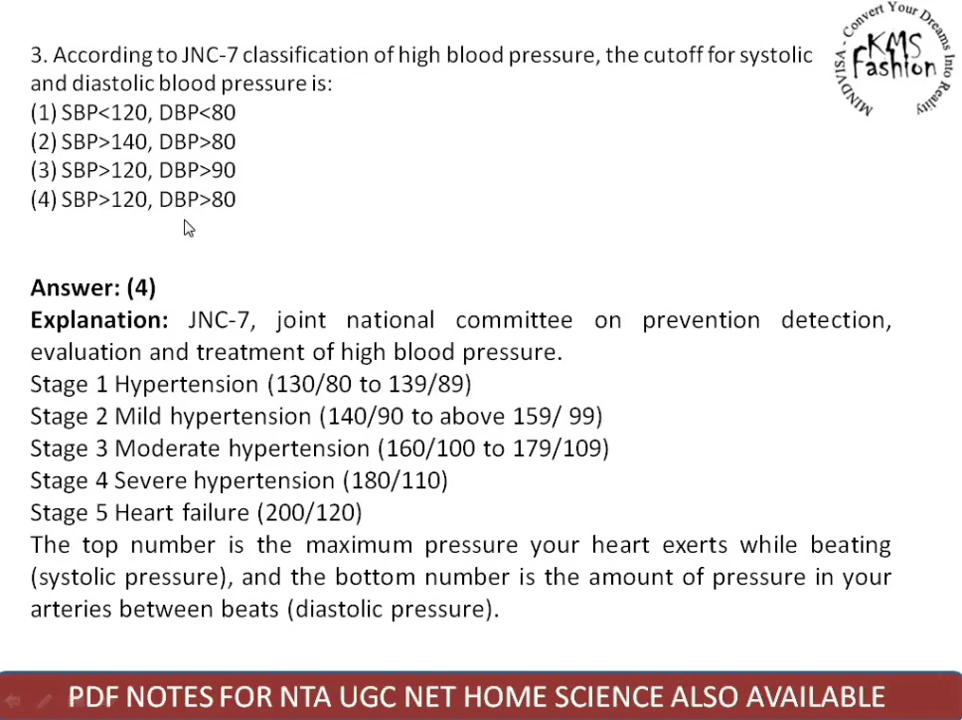 3. According to JNC-7 classification of high blood pressure, the cutoff for systolic
and diastolic blood pressure is:
(1) SBP<120, DBP<80
(2) SBP>140, DBP>80
(3) SBP>120, DBP>90
(4) SBP>120, DBP>80
MINDVISA - Convert Your Dreams Into Reality
KMS
Fashion
Answer: (4)
Explanation: JNC-7, joint national committee on prevention detection,
evaluation and treatment of high blood pressure.
Stage 1 Hypertension (130/80 to 139/89)
Stage 2 Mild hypertension (140/90 to above 159/ 99)
Stage 3 Moderate hypertension (160/100 to 179/109)
Stage 4 Severe hypertension (180/110)
Stage 5 Heart failure (200/120)
The top number is the maximum pressure your heart exerts while beating
(systolic pressure), and the bottom number is the amount of pressure in your
arteries between beats (diastolic pressure).
PDF NOTES FOR NTA UGC NET HOME SCIENCE ALSO AVAILABLE